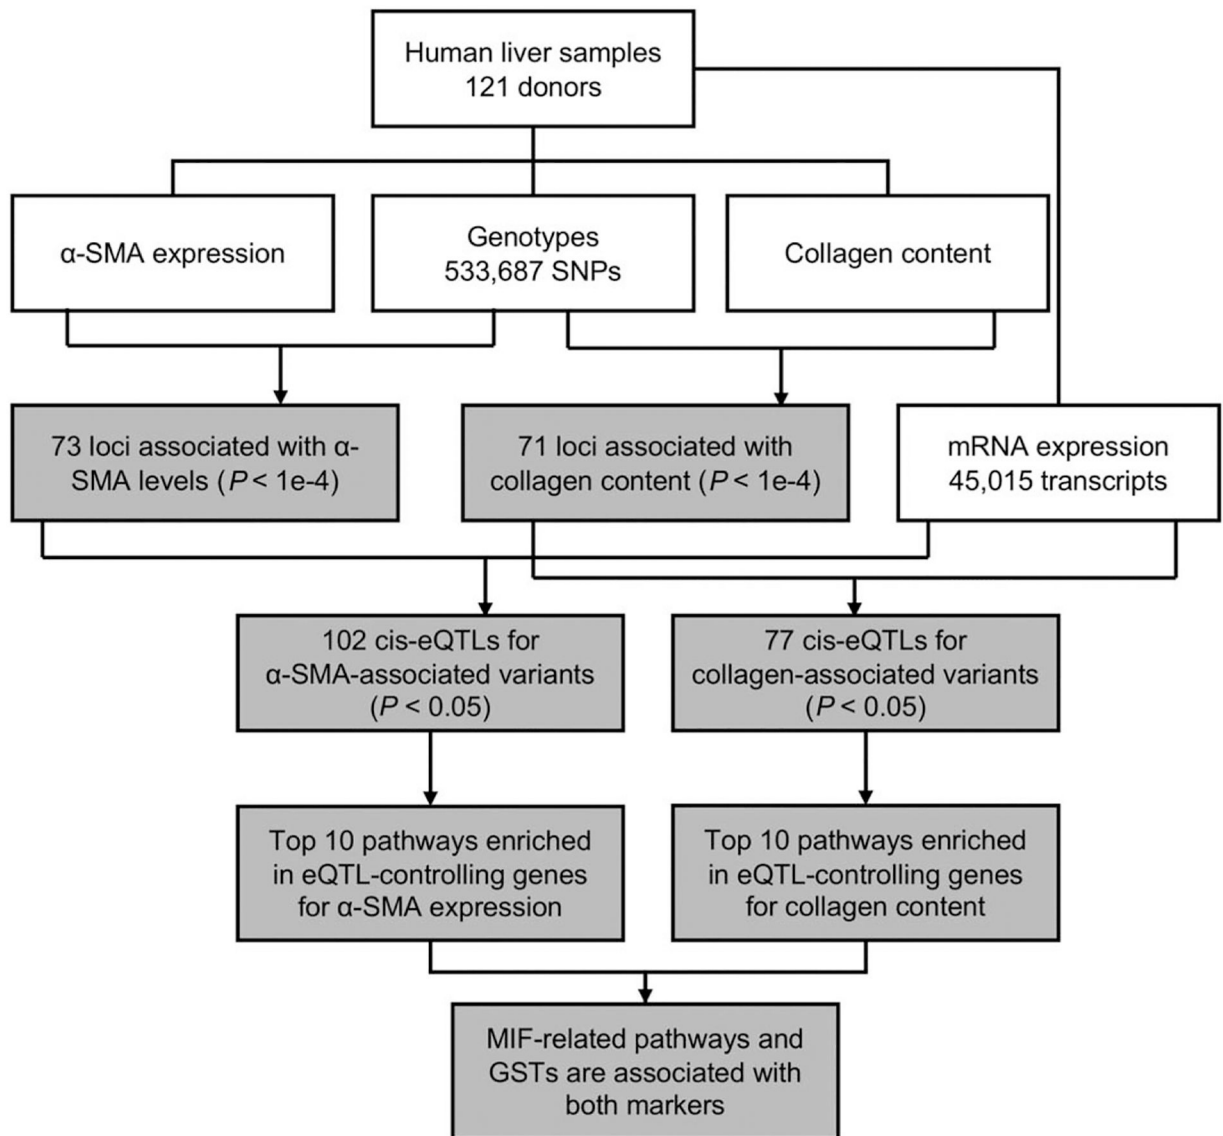 Human liver samples
121 donors
α-SMA expression
Genotypes
533,687 SNPs
Collagen content
73 loci associated with α-
SMA levels (P < 1e-4)
71 loci associated with
collagen content (P < 1e-4)
mRNA expression
45,015 transcripts
102 cis-eQTLs for
α-SMA-associated variants
(P < 0.05)
77 cis-eQTLs for
collagen-associated variants
(P < 0.05)
Top 10 pathways enriched
in eQTL-controlling genes
for α-SMA expression
Top 10 pathways enriched
in eQTL-controlling genes
for collagen content
MIF-related pathways and
GSTs are associated with
both markers